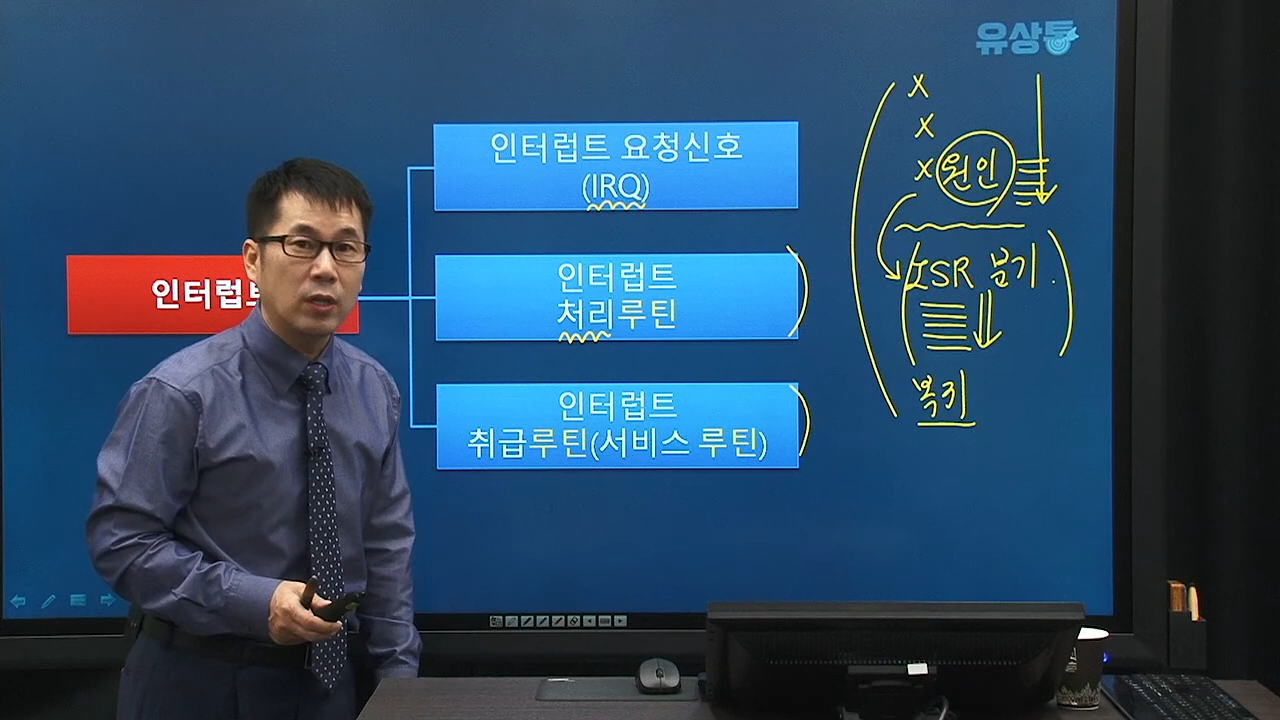 유상통
인터럽트
인터럽트 요청신호
(IRQ)
인터럽트
처리루틴
인터럽트
취급루틴(서비스 루틴)
X
X
X 원인
ISR 분기.
복귀